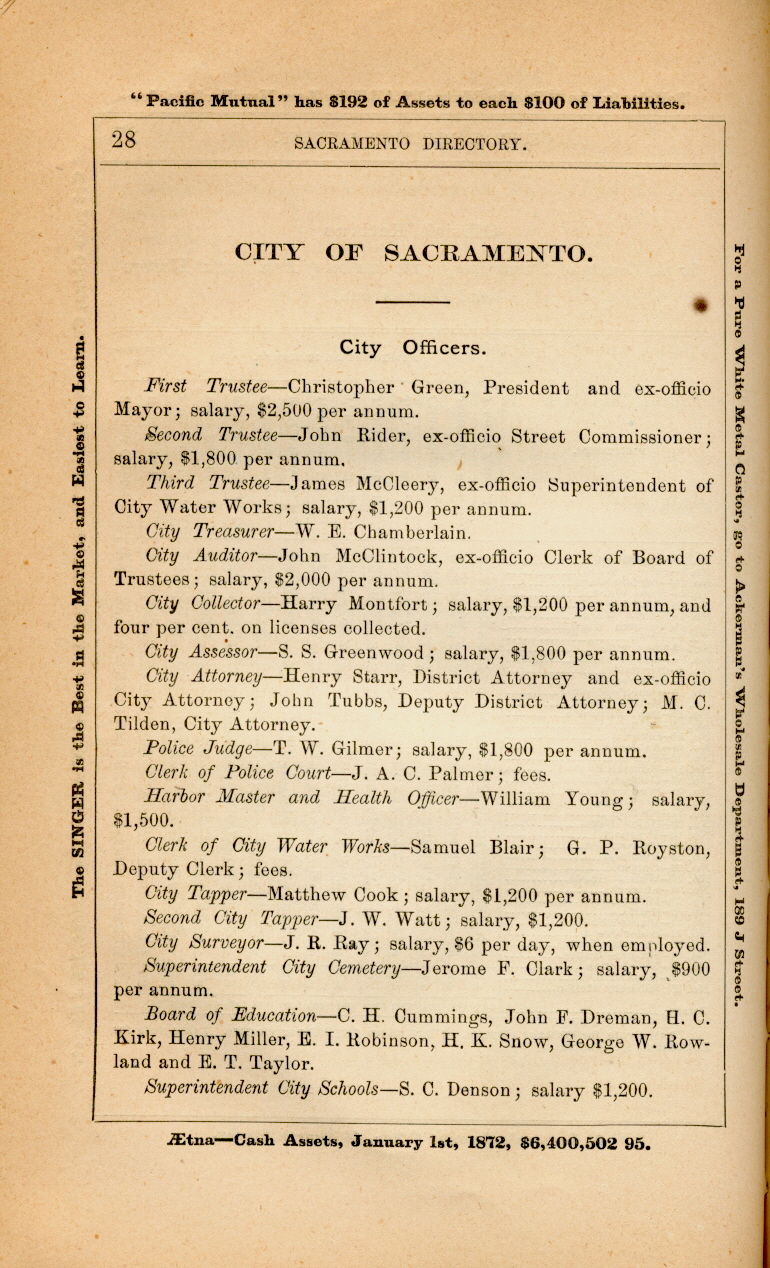 "Pacific Mutual" has $192 of Assets to each $100 of Liabilities.
28 SACRAMENTO DIRECTORY.
CITY OF SACRAMENTO.
City Officers.
First Trustee—Christopher Green, President and ex-officio
Mayor; salary, $2,500 per annum.
Second Trustee—John Rider, ex-officio Street Commissioner;
salary, $1,800 per annum.
Third Trustee—James McCleery, ex-officio Superintendent of
City Water Works; salary, $1,200 per annum.
City Treasurer—W. E. Chamberlain.
City Auditor—John McClintock, ex-officio Clerk of Board of
Trustees; salary, $2,000 per annum.
City Collector—Harry Montfort; salary, $1,200 per annum, and
four per cent. on licenses collected.
City Assessor—S. S. Greenwood; salary, $1,800 per annum.
City Attorney—Henry Starr, District Attorney and ex-officio
City Attorney; John Tubbs, Deputy District Attorney; M. C.
Tilden, City Attorney.
Police Judge—T. W. Gilmer; salary, $1,800 per annum.
Clerk of Police Court—J. A. C. Palmer; fees.
Harbor Master and Health Officer—William Young; salary,
$1,500.
Clerk of City Water Works—Samuel Blair; G. P. Royston,
Deputy Clerk; fees.
City Tapper—Matthew Cook; salary, $1,200 per annum.
Second City Tapper—J. W. Watt; salary, $1,200.
City Surveyor—J. R. Ray; salary, $6 per day, when employed.
Superintendent City Cemetery—Jerome F. Clark; salary, $900
per annum.
Board of Education—C. H. Cummings, John F. Dreman, H. C.
Kirk, Henry Miller, E. I. Robinson, H. K. Snow, George W. Row-
land and E. T. Taylor.
Superintendent City Schools—S. C. Denson; salary $1,200.
Ætna—Cash Assets, January 1st, 1872, $6,400,502 95.
The SINGER is the Best in the Market, and Easiest to Learn.
For a Pure White Metal Castor, go to Ackerman's Wholesale Department, 189 J Street.